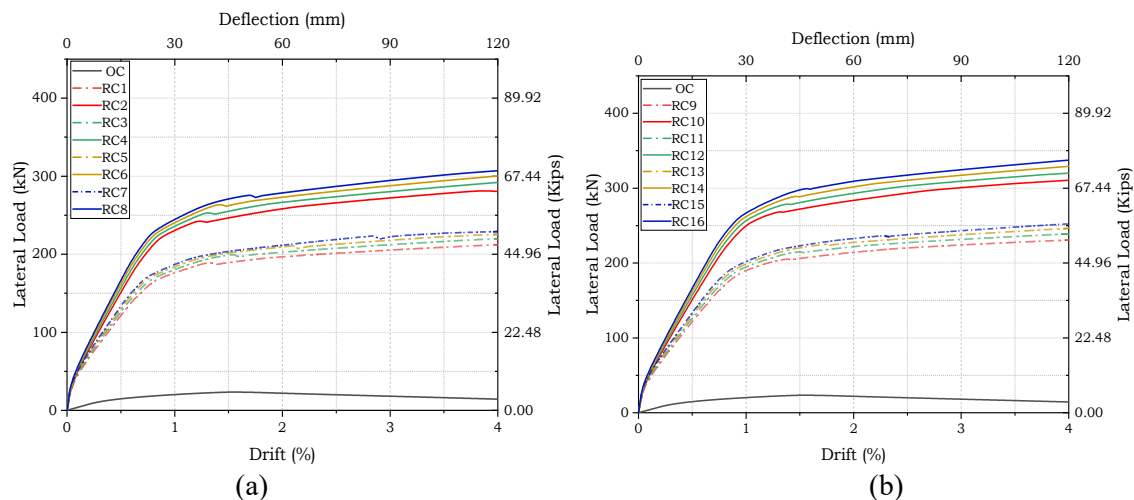 Deflection (mm)
0 30 60 90 120
OC
RC1
RC2
RC3
RC4
RC5
RC6
RC7
RC8
400
300
200
100
0
Lateral Load (kN)
89.92
67.44
44.96
22.48
0.00
Lateral Load (Kips)
0 1 2 3 4
Drift (%)
(a)
Deflection (mm)
0 30 60 90 120
OC
RC9
RC10
RC11
RC12
RC13
RC14
RC15
RC16
400
300
200
100
0
Lateral Load (kN)
89.92
67.44
44.96
22.48
0.00
Lateral Load (Kips)
0 1 2 3 4
Drift (%)
(b)